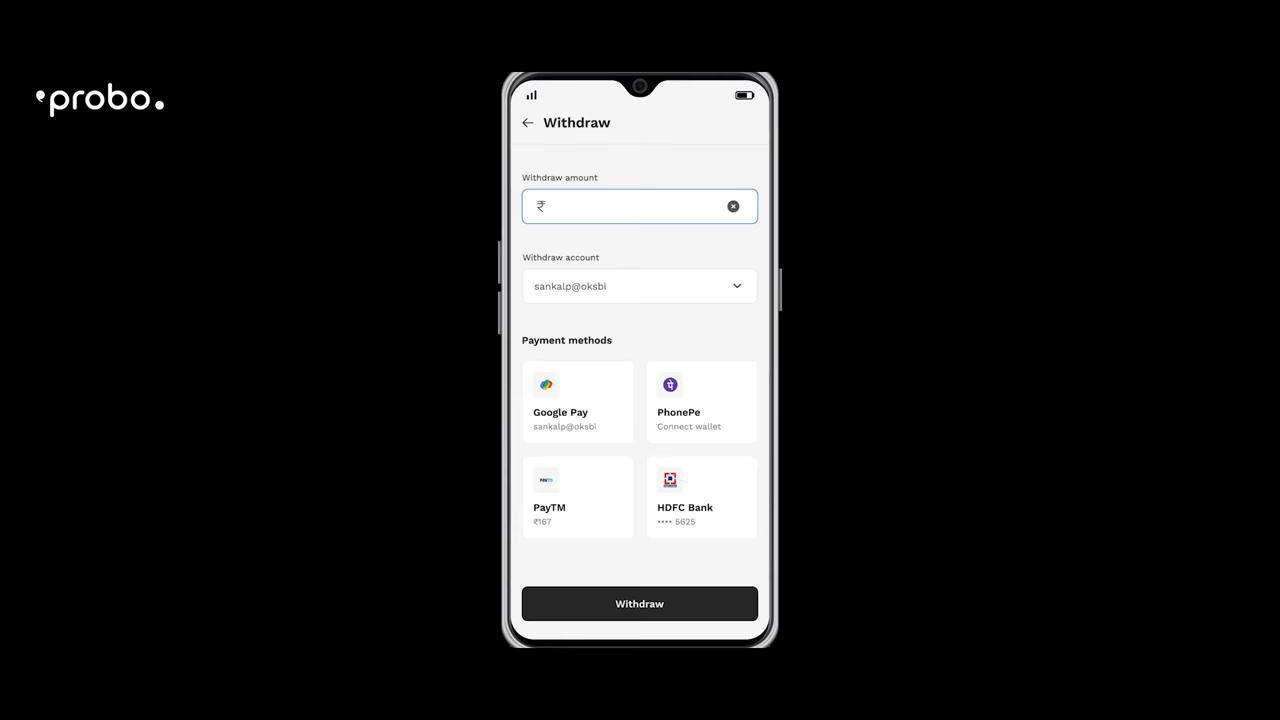 probo.
Withdraw
Withdraw amount
₹
Withdraw account
sankalp@oksbi
Payment methods
Google Pay
sankalp@oksbi
PhonePe
Connect wallet
PayTM
₹167
HDFC Bank
•••• 5625
Withdraw